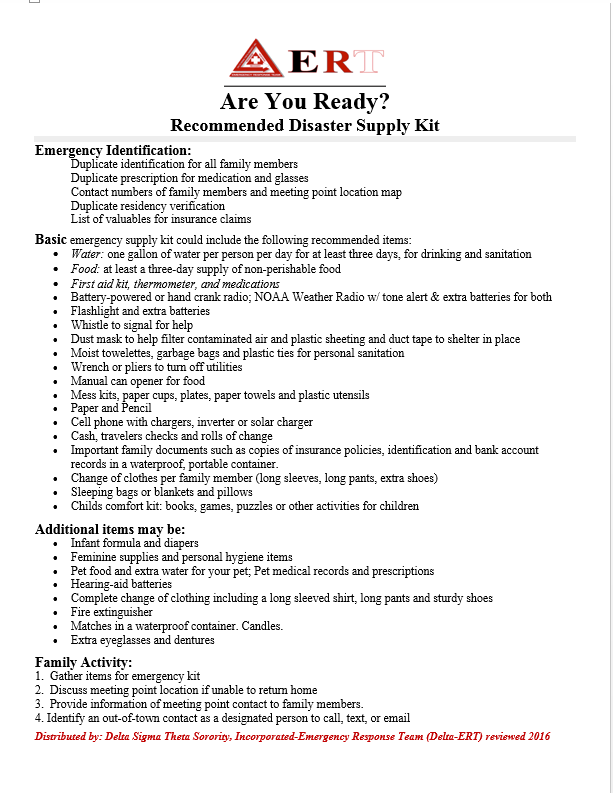 ERT
Are You Ready?
Recommended Disaster Supply Kit
Emergency Identification:
Duplicate identification for all family members
Duplicate prescription for medication and glasses
Contact numbers of family members and meeting point location map
Duplicate residency verification
List of valuables for insurance claims
Basic emergency supply kit could include the following recommended items:
• Water: one gallon of water per person per day for at least three days, for drinking and sanitation
• Food: at least a three-day supply of non-perishable food
• First aid kit, thermometer, and medications
• Battery-powered or hand crank radio; NOAA Weather Radio w/ tone alert & extra batteries for both
• Flashlight and extra batteries
• Whistle to signal for help
• Dust mask to help filter contaminated air and plastic sheeting and duct tape to shelter in place
• Moist towelettes, garbage bags and plastic ties for personal sanitation
• Wrench or pliers to turn off utilities
• Manual can opener for food
• Mess kits, paper cups, plates, paper towels and plastic utensils
• Paper and Pencil
• Cell phone with chargers, inverter or solar charger
• Cash, travelers checks and rolls of change
• Important family documents such as copies of insurance policies, identification and bank account
records in a waterproof, portable container.
• Change of clothes per family member (long sleeves, long pants, extra shoes)
• Sleeping bags or blankets and pillows
• Childs comfort kit: books, games, puzzles or other activities for children
Additional items may be:
• Infant formula and diapers
• Feminine supplies and personal hygiene items
• Pet food and extra water for your pet; Pet medical records and prescriptions
• Hearing-aid batteries
• Complete change of clothing including a long sleeved shirt, long pants and sturdy shoes
• Fire extinguisher
• Matches in a waterproof container. Candles.
• Extra eyeglasses and dentures
Family Activity:
1. Gather items for emergency kit
2. Discuss meeting point location if unable to return home
3. Provide information of meeting point contact to family members.
4. Identify an out-of-town contact as a designated person to call, text, or email
Distributed by: Delta Sigma Theta Sorority, Incorporated-Emergency Response Team (Delta-ERT) reviewed 2016